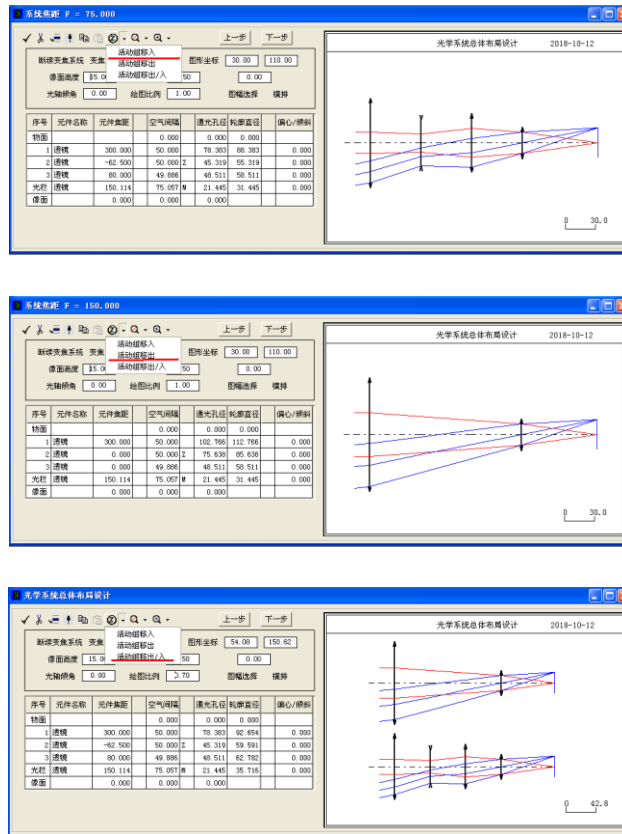 系统焦距 F = 75.000
上一步 下一步
断续变焦系统 变焦 活动组移入 图形坐标 30.00 110.00
活动组移出
像面高度 15.0 活动组移出/入 50 0.00
光轴倾角 0.00 绘图比例 1.00 图幅选择 横排
序号 元件名称 元件焦距 空气间隔 通光孔径 轮廓直径 偏心/倾斜
物面 0.000 0.000 0.000
1 透镜 300.000 50.000 78.383 88.383 0.000
2 透镜 -62.500 50.000 Z 45.319 55.319 0.000
3 透镜 80.000 49.886 48.511 58.511 0.000
光栏 透镜 150.114 75.057 M 21.445 31.445 0.000
像面 0.000 0.000 0.000
光学系统总体布局设计 2018-10-12
0 30.0
系统焦距 F = 150.000
上一步 下一步
断续变焦系统 变焦 活动组移入 图形坐标 30.00 110.00
活动组移出
像面高度 15.0 活动组移出/入 50 0.00
光轴倾角 0.00 绘图比例 1.00 图幅选择 横排
序号 元件名称 元件焦距 空气间隔 通光孔径 轮廓直径 偏心/倾斜
物面 0.000 0.000 0.000
1 透镜 300.000 50.000 102.766 112.766 0.000
2 透镜 0.000 50.000 Z 75.638 85.638 0.000
3 透镜 0.000 49.886 48.511 58.511 0.000
光栏 透镜 150.114 75.057 M 21.445 31.445 0.000
像面 0.000 0.000 0.000
光学系统总体布局设计 2018-10-12
0 30.0
光学系统总体布局设计
上一步 下一步
断续变焦系统 变焦 活动组移入 图形坐标 54.08 150.62
活动组移出
像面高度 15.0 活动组移出/入 50 0.00
光轴倾角 0.00 绘图比例 0.70 图幅选择 横排
序号 元件名称 元件焦距 空气间隔 通光孔径 轮廓直径 偏心/倾斜
物面 0.000 0.000 0.000
1 透镜 300.000 50.000 78.383 92.654 0.000
2 透镜 -62.500 50.000 Z 45.319 59.591 0.000
3 透镜 80.000 49.886 48.511 62.782 0.000
光栏 透镜 150.114 75.057 M 21.445 35.716 0.000
像面 0.000 0.000 0.000
光学系统总体布局设计 2018-10-12
0 42.8